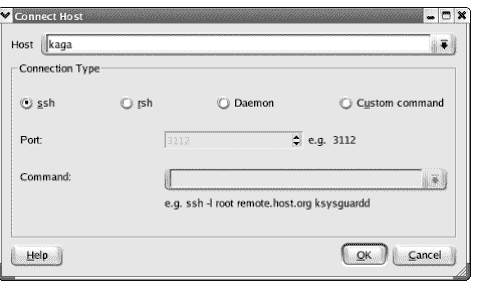 Connect Host
Host kaga
Connection Type
ssh rsh Daemon Custom command
Port: 3112 e.g. 3112
Command:
e.g. ssh -l root remote.host.org ksysguardd
Help OK Cancel